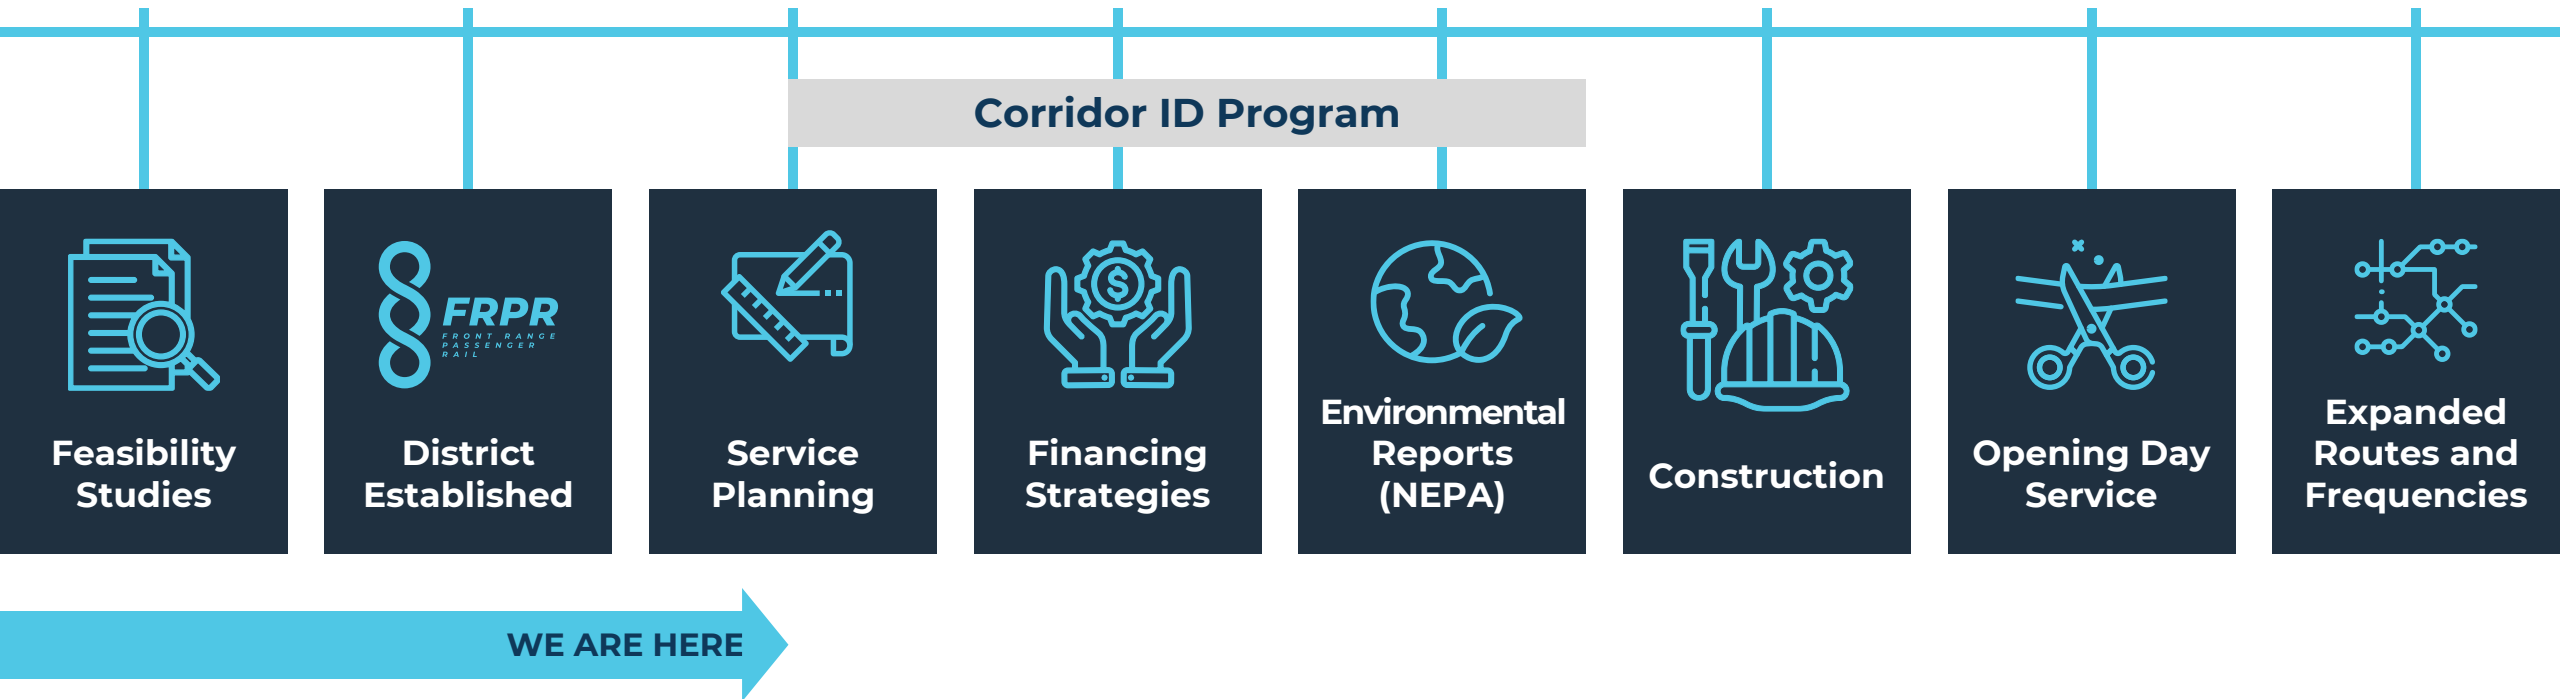 Corridor ID Program
Feasibility
Studies
FRPR
FRONT RANGE
PASSENGER
RAIL
District
Established
Service
Planning
$
Financing
Strategies
Environmental
Reports
(NEPA)
Construction
Opening Day
Service
Expanded
Routes and
Frequencies
WE ARE HERE